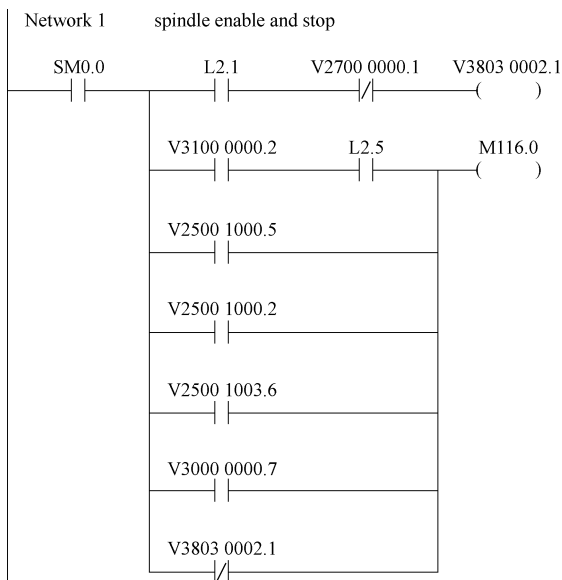 Network 1 spindle enable and stop
SM0.0 L2.1 V2700 0000.1 V3803 0002.1
V3100 0000.2 L2.5 M116.0
V2500 1000.5
V2500 1000.2
V2500 1003.6
V3000 0000.7
V3803 0002.1